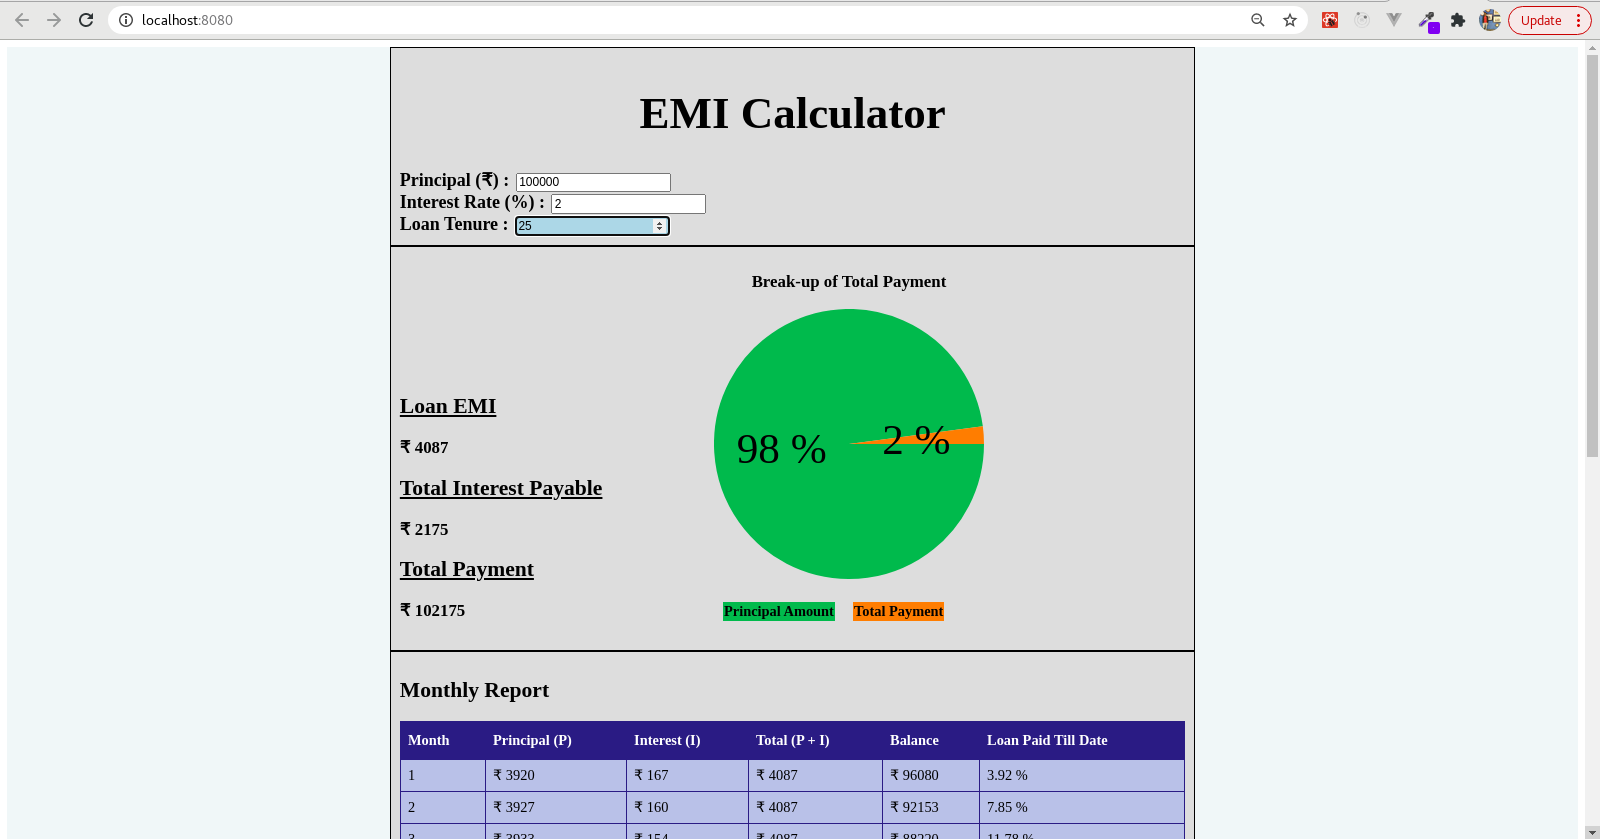 localhost:8080
Update
EMI Calculator
Principal (₹) : 100000
Interest Rate (%) : 2
Loan Tenure : 25
Break-up of Total Payment
98 % 2 %
Loan EMI
₹ 4087
Total Interest Payable
₹ 2175
Total Payment
₹ 102175
Principal Amount Total Payment
Monthly Report
Month Principal (P) Interest (I) Total (P + I) Balance Loan Paid Till Date
1 ₹ 3920 ₹ 167 ₹ 4087 ₹ 96080 3.92 %
2 ₹ 3927 ₹ 160 ₹ 4087 ₹ 92153 7.85 %
3 ₹ 3933 ₹ 154 ₹ 4087 ₹ 88220 11.78 %